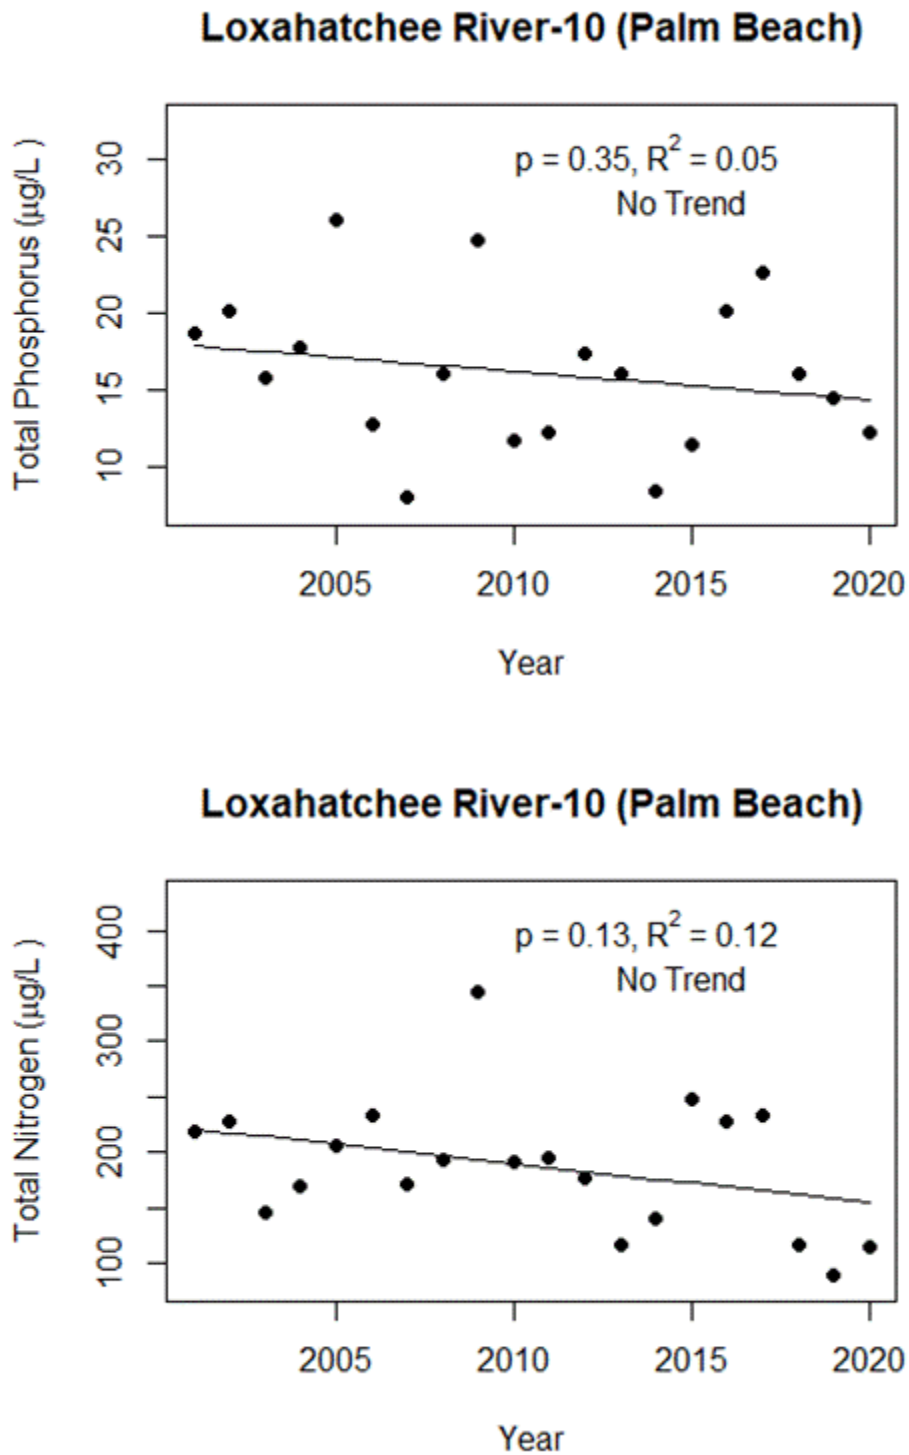 Loxahatchee River-10 (Palm Beach)
p = 0.35, R² = 0.05
No Trend
Total Phosphorus (µg/L )
30
25
20
15
10
2005 2010 2015 2020
Year
Loxahatchee River-10 (Palm Beach)
p = 0.13, R² = 0.12
No Trend
Total Nitrogen (µg/L )
400
300
200
100
2005 2010 2015 2020
Year